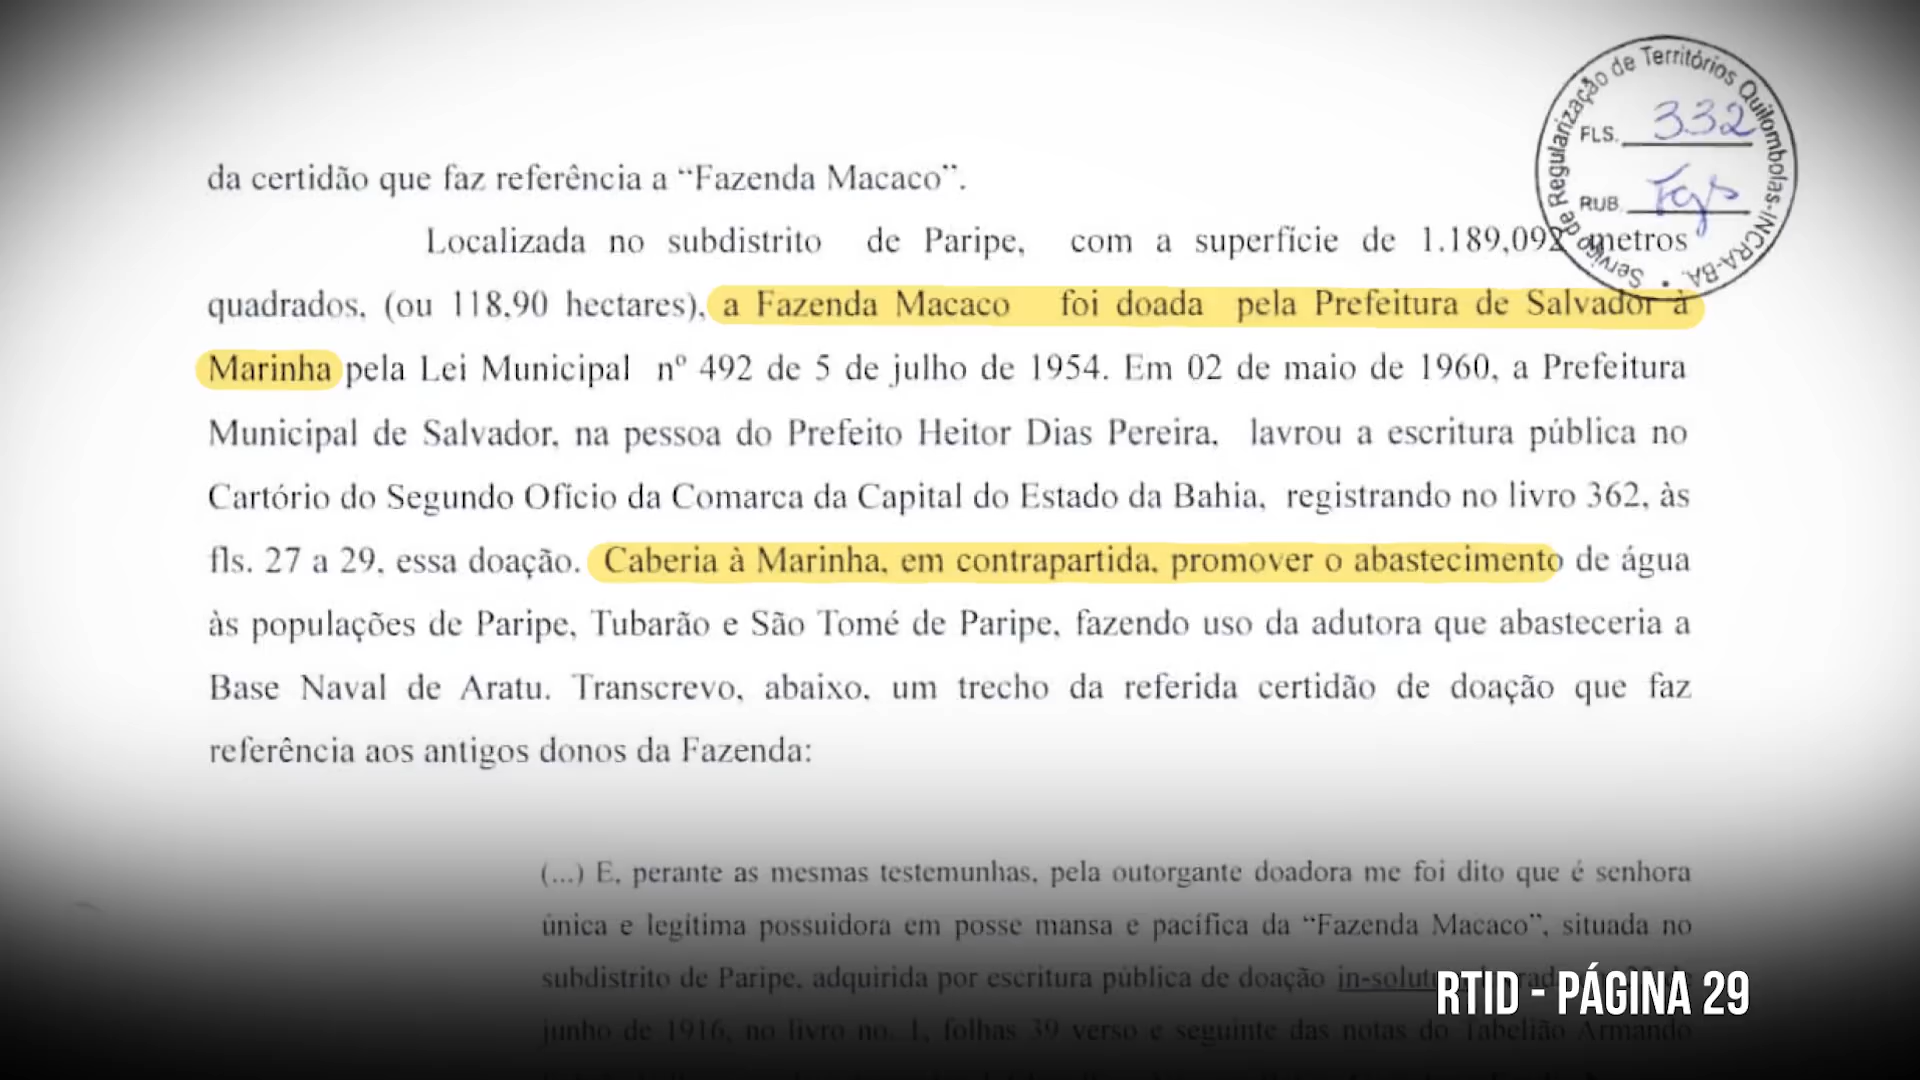 Serviço de Regularização de Territórios Quilombolas-INCRA-BA.
FLS. 332
RUB.
da certidão que faz referência a “Fazenda Macaco”.
Localizada no subdistrito de Paripe, com a superfície de 1.189,092 metros
quadrados, (ou 118,90 hectares), a Fazenda Macaco foi doada pela Prefeitura de Salvador à
Marinha pela Lei Municipal nº 492 de 5 de julho de 1954. Em 02 de maio de 1960, a Prefeitura
Municipal de Salvador, na pessoa do Prefeito Heitor Dias Pereira, lavrou a escritura pública no
Cartório do Segundo Ofício da Comarca da Capital do Estado da Bahia, registrando no livro 362, às
fls. 27 a 29, essa doação. Caberia à Marinha, em contrapartida, promover o abastecimento de água
às populações de Paripe, Tubarão e São Tomé de Paripe, fazendo uso da adutora que abasteceria a
Base Naval de Aratu. Transcrevo, abaixo, um trecho da referida certidão de doação que faz
referência aos antigos donos da Fazenda:
(...) E, perante as mesmas testemunhas, pela outorgante doadora me foi dito que é senhora
única e legítima possuidora em posse mansa e pacífica da “Fazenda Macaco”, situada no
subdistrito de Paripe, adquirida por escritura pública de doação
junho de 1916, no livro no. 1, folhas 39 verso e seguinte das notas do Tabelião Armando
RTID - PÁGINA 29